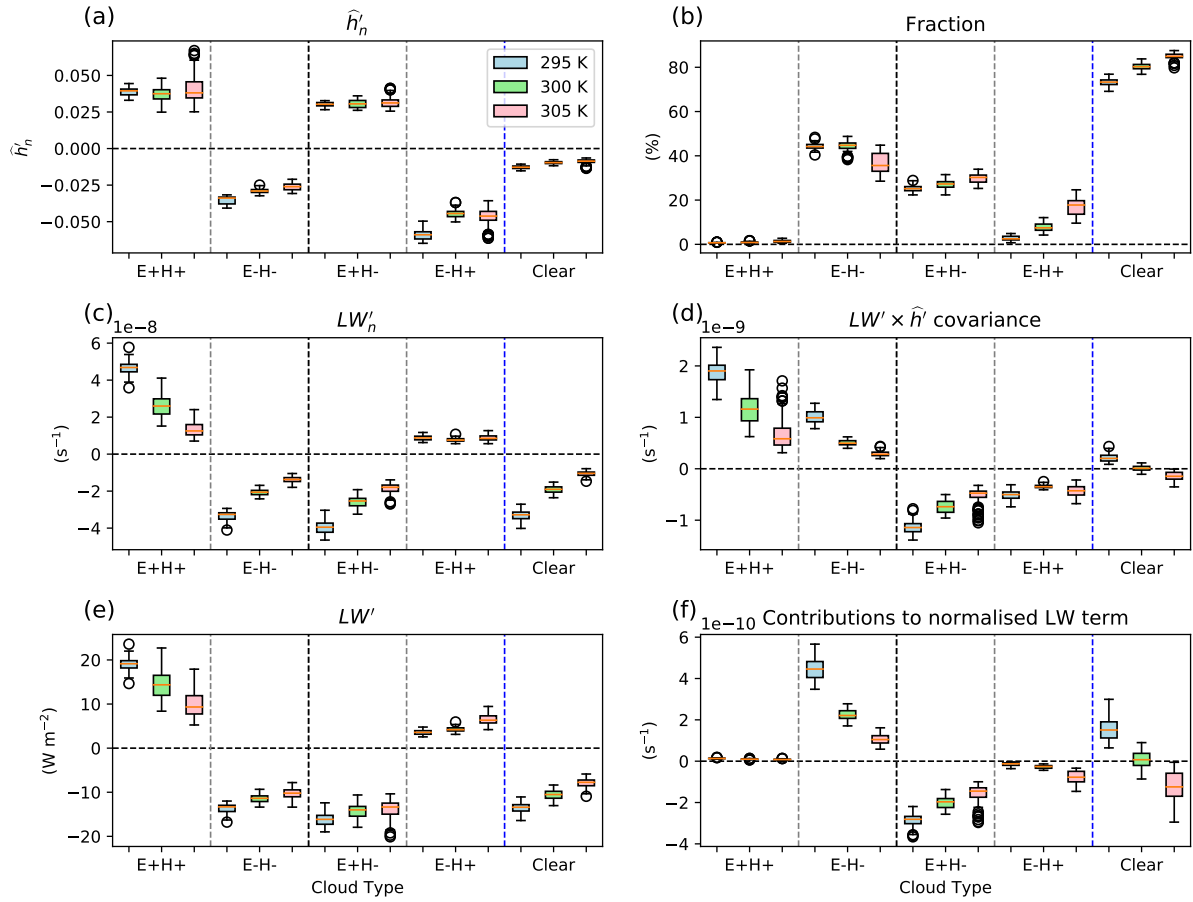 (a)
ĥ′ₙ
ĥ′ₙ
0.050
0.025
0.000
−0.025
−0.050
295 K
300 K
305 K
E+H+ E-H- E+H- E-H+ Clear
(b)
Fraction
(%)
80
60
40
20
0
E+H+ E-H- E+H- E-H+ Clear
(c)
1e−8
LW′ₙ
(s⁻¹)
6
4
2
0
−2
−4
E+H+ E-H- E+H- E-H+ Clear
(d)
1e−9
LW′ × ĥ′ covariance
(s⁻¹)
2
1
0
−1
E+H+ E-H- E+H- E-H+ Clear
(e)
LW′
(W m⁻²)
20
10
0
−10
−20
E+H+ E-H- E+H- E-H+ Clear
Cloud Type
(f)
1e−10
Contributions to normalised LW term
(s⁻¹)
6
4
2
0
−2
−4
E+H+ E-H- E+H- E-H+ Clear
Cloud Type